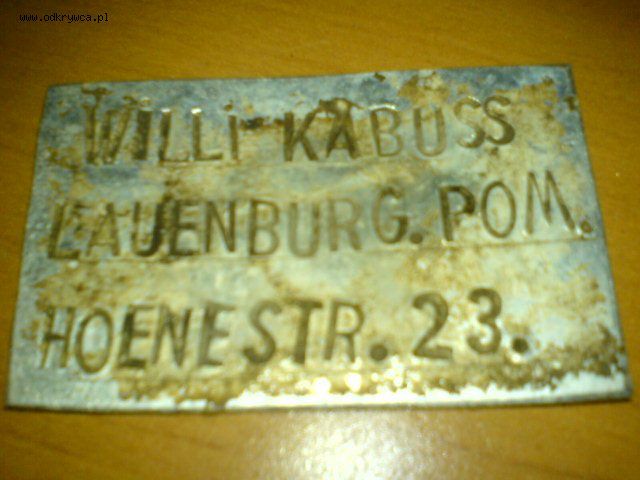 www.odkrywca.pl
WILLI KABUSS
LAUENBURG. POM.
HOENESTR. 23.